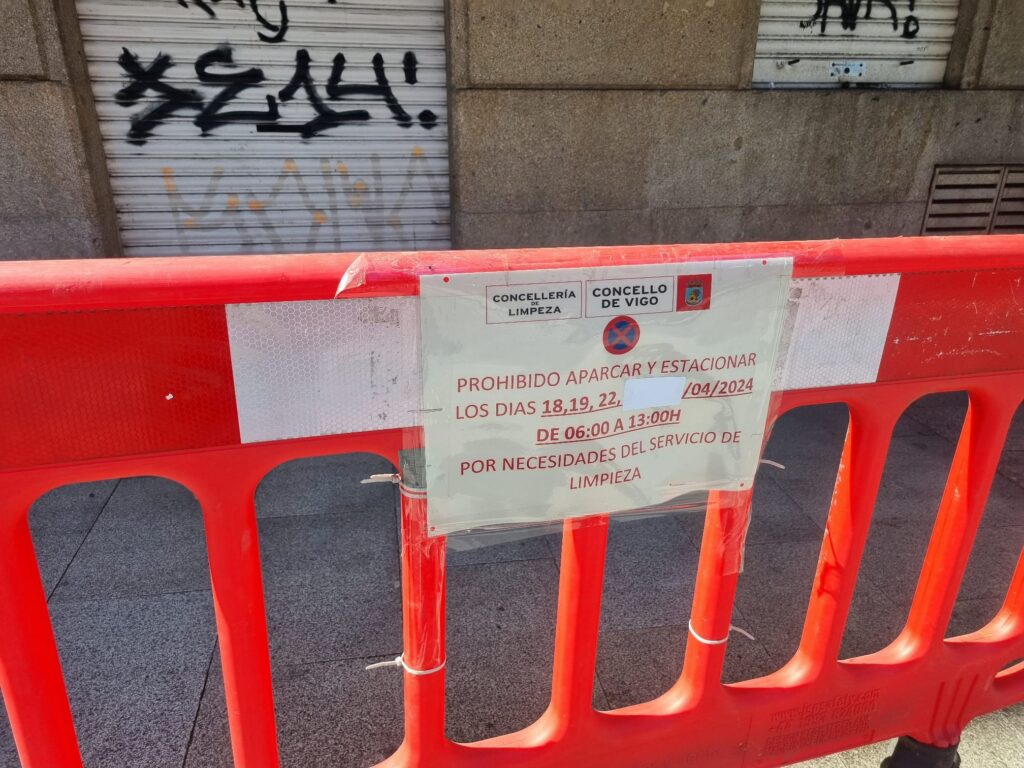 CONCELLERÍA
DE
LIMPEZA
CONCELLO
DE VIGO
PROHIBIDO APARCAR Y ESTACIONAR
LOS DIAS 18,19, 22, /04/2024
DE 06:00 A 13:00H
POR NECESIDADES DEL SERVICIO DE
LIMPIEZA